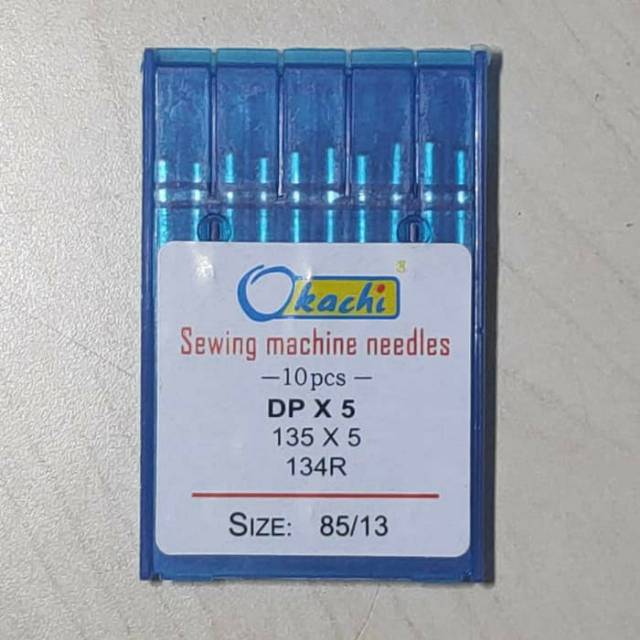 Okachi
Sewing machine needles
—10pcs—
DP X 5
135 X 5
134R
SIZE: 85/13